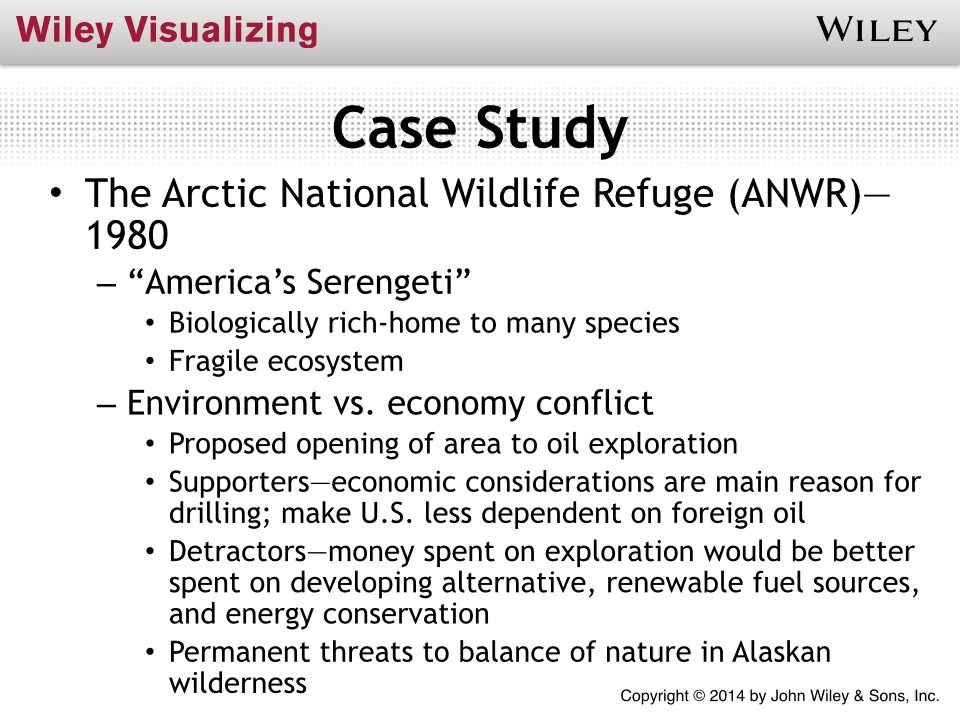 Wiley Visualizing
WILEY
Case Study
• The Arctic National Wildlife Refuge (ANWR)—
1980
– “America’s Serengeti”
• Biologically rich-home to many species
• Fragile ecosystem
– Environment vs. economy conflict
• Proposed opening of area to oil exploration
• Supporters—economic considerations are main reason for
drilling; make U.S. less dependent on foreign oil
• Detractors—money spent on exploration would be better
spent on developing alternative, renewable fuel sources,
and energy conservation
• Permanent threats to balance of nature in Alaskan
wilderness
Copyright © 2014 by John Wiley & Sons, Inc.